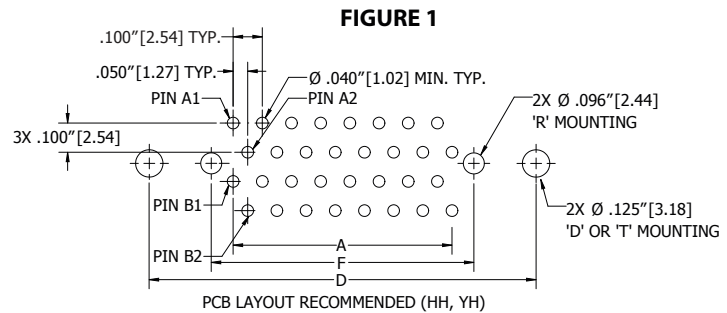 FIGURE 1
.100"[2.54] TYP.
.050"[1.27] TYP.
Ø .040"[1.02] MIN. TYP.
PIN A1
PIN A2
2X Ø .096"[2.44]
'R' MOUNTING
3X .100"[2.54]
PIN B1
2X Ø .125"[3.18]
'D' OR 'T' MOUNTING
PIN B2
A
F
D
PCB LAYOUT RECOMMENDED (HH, YH)